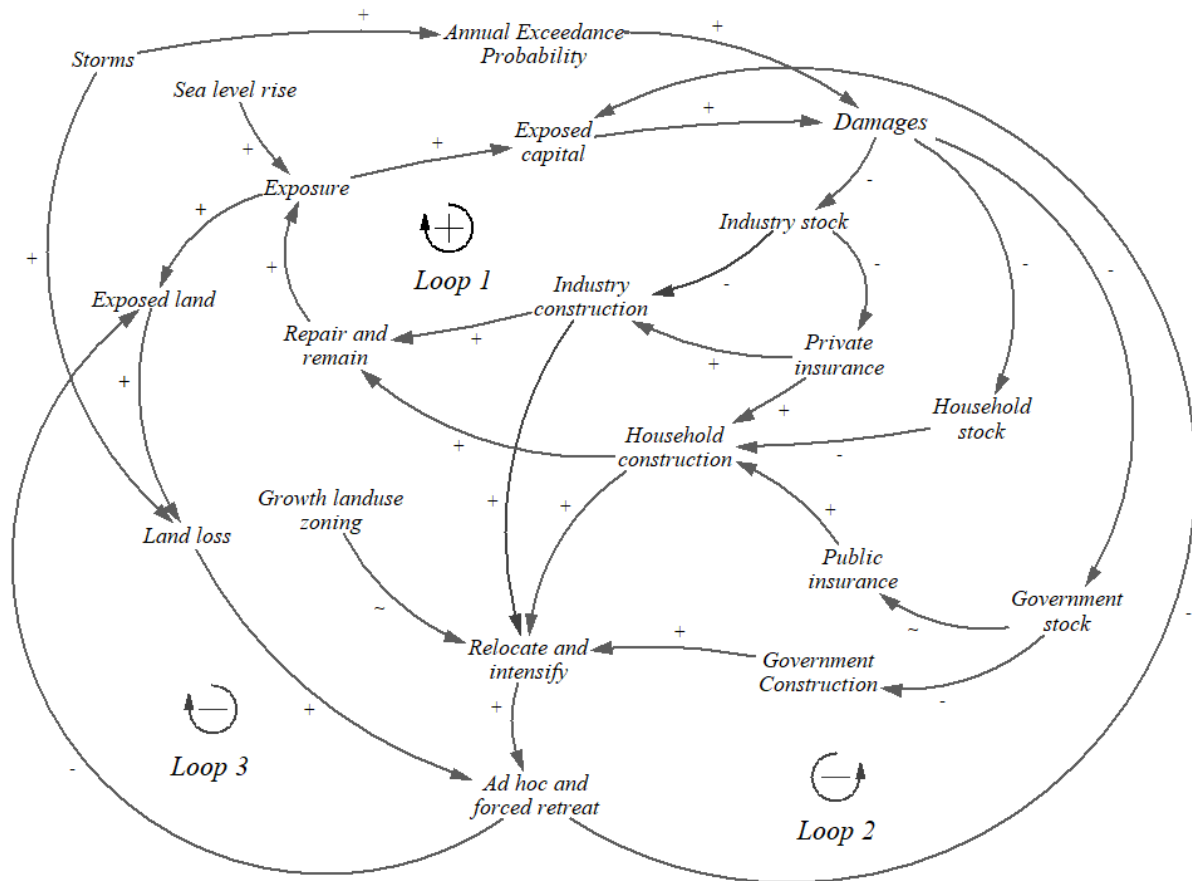 Storms
+
Annual Exceedance
Probability
+
Sea level rise
+
Exposed
capital
+
Damages
+
Exposure
+
+
-
Industry stock
-
-
-
+
Loop 1
+
+
Exposed land
-
Industry
construction
+
Repair and
remain
+
Private
insurance
+
+
Household
stock
-
Household
construction
+
Growth landuse
zoning
+
+
+
Land loss
Public
insurance
~
Government
stock
~
+
Relocate and
intensify
Government
Construction
-
-
+
+
Loop 3
-
Ad hoc and
forced retreat
Loop 2